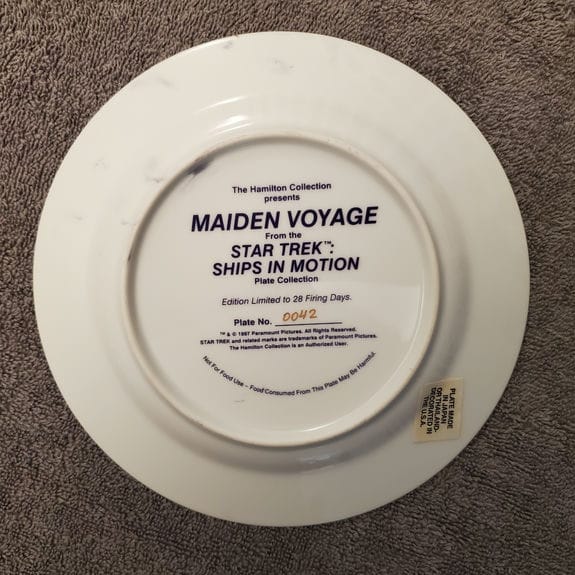 The Hamilton Collection
presents
MAIDEN VOYAGE
From the
STAR TREK™:
SHIPS IN MOTION
Plate Collection
Edition Limited to 28 Firing Days.
Plate No. 0042
™ & © 1997 Paramount Pictures. All Rights Reserved.
STAR TREK and related marks are trademarks of Paramount Pictures.
The Hamilton Collection is an Authorized User.
Not For Food Use – Food Consumed From This Plate May Be Harmful.
PLATE MADE
IN JAPAN
OR THAILAND-
DECORATED IN
THE U.S.A.